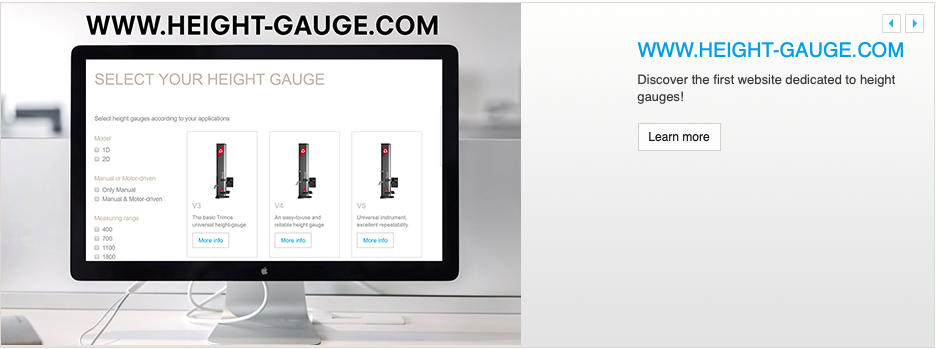 WWW.HEIGHT-GAUGE.COM
SELECT YOUR HEIGHT GAUGE
Select height gauges according to your applications
Model
1D
2D
Manual or Motor-driven
Only Manual
Manual & Motor-driven
Measuring range
400
700
1100
1800
V3
The basic Trimos
universal height-gauge
More info
V4
An easy-to-use and
reliable height gauge
More info
V5
Universal instrument,
excellent repeatability.
More info
WWW.HEIGHT-GAUGE.COM
Discover the first website dedicated to height
gauges!
Learn more